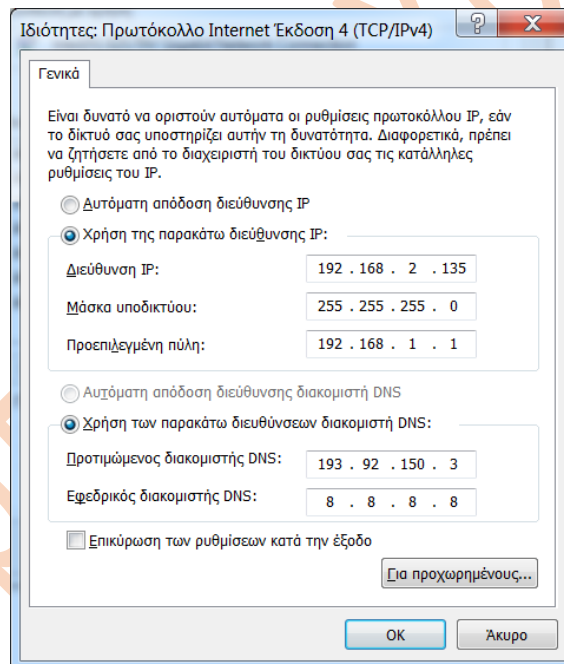 Ιδιότητες: Πρωτόκολλο Internet Έκδοση 4 (TCP/IPv4)
Γενικά
Είναι δυνατό να οριστούν αυτόματα οι ρυθμίσεις πρωτοκόλλου IP, εάν
το δίκτυό σας υποστηρίζει αυτήν τη δυνατότητα. Διαφορετικά, πρέπει
να ζητήσετε από το διαχειριστή του δικτύου σας τις κατάλληλες
ρυθμίσεις του IP.
Αυτόματη απόδοση διεύθυνσης IP
Χρήση της παρακάτω διεύθυνσης IP:
Διεύθυνση IP: 192 . 168 . 2 . 135
Μάσκα υποδικτύου: 255 . 255 . 255 . 0
Προεπιλεγμένη πύλη: 192 . 168 . 1 . 1
Αυτόματη απόδοση διεύθυνσης διακομιστή DNS
Χρήση των παρακάτω διευθύνσεων διακομιστή DNS:
Προτιμώμενος διακομιστής DNS: 193 . 92 . 150 . 3
Εφεδρικός διακομιστής DNS: 8 . 8 . 8 . 8
Επικύρωση των ρυθμίσεων κατά την έξοδο
Για προχωρημένους...
OK Άκυρο